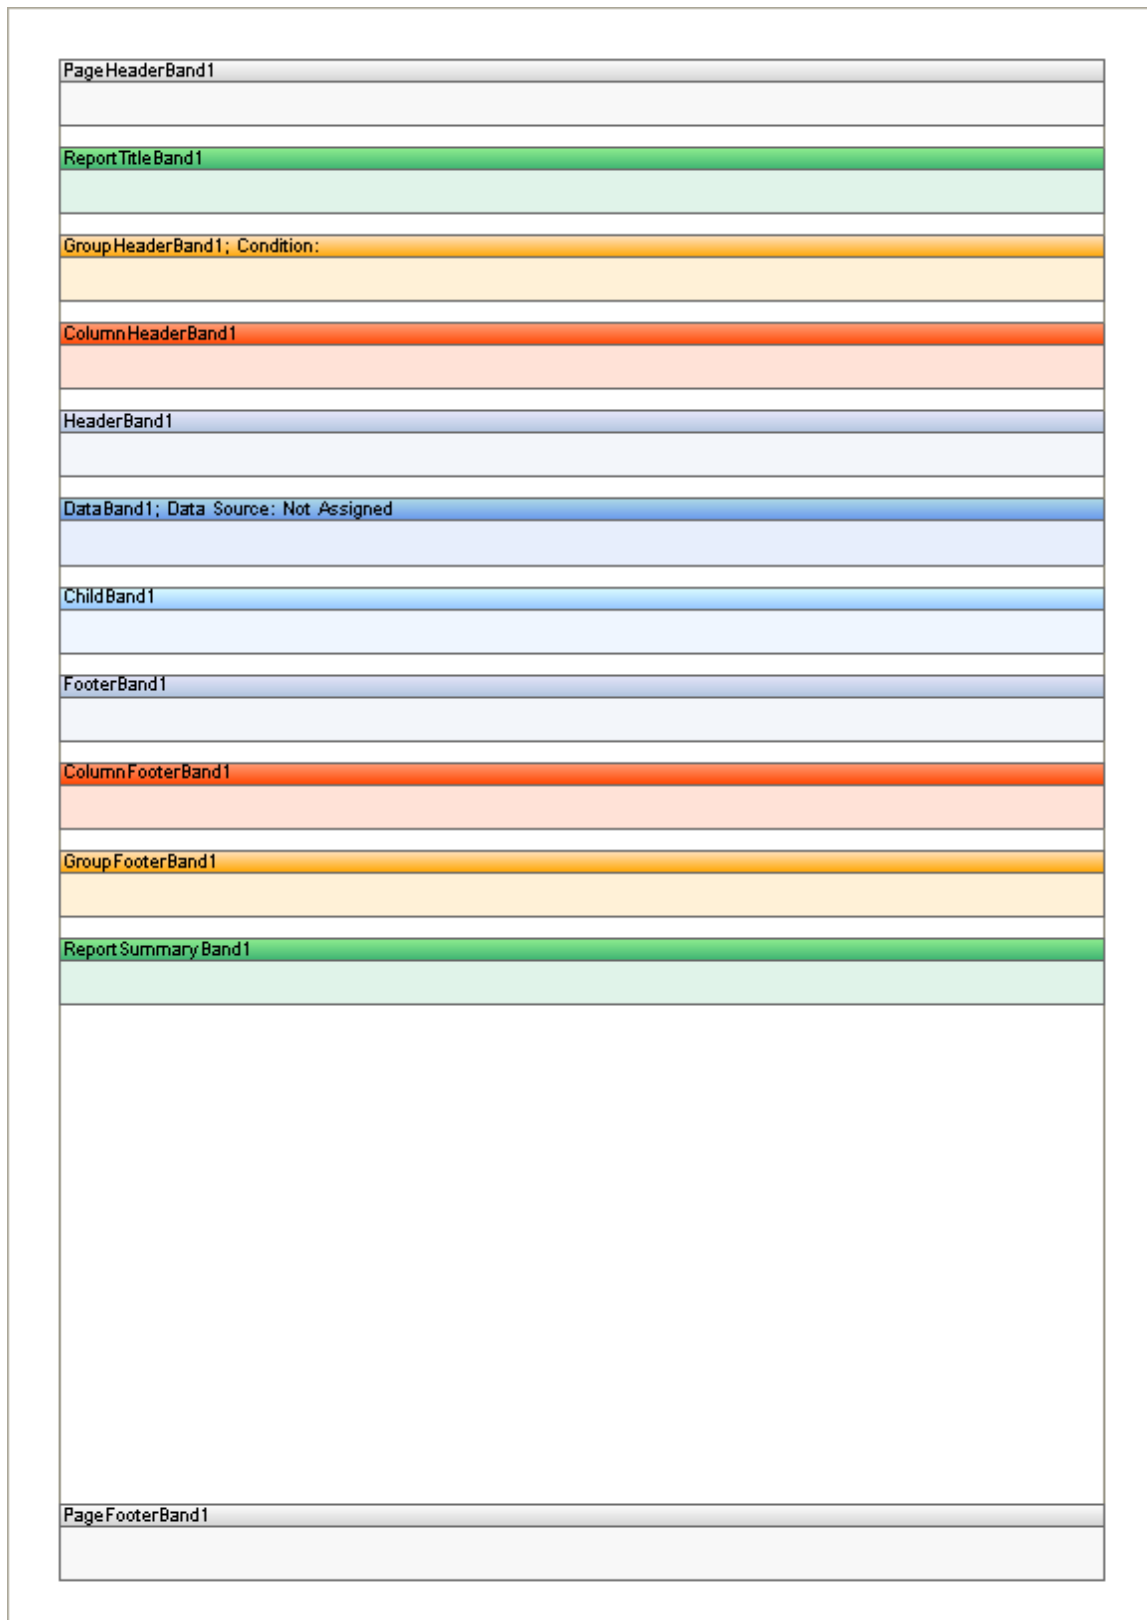 PageHeaderBand1
ReportTitleBand1
GroupHeaderBand1; Condition:
ColumnHeaderBand1
HeaderBand1
DataBand1; Data Source: Not Assigned
ChildBand1
FooterBand1
ColumnFooterBand1
GroupFooterBand1
ReportSummaryBand1
PageFooterBand1